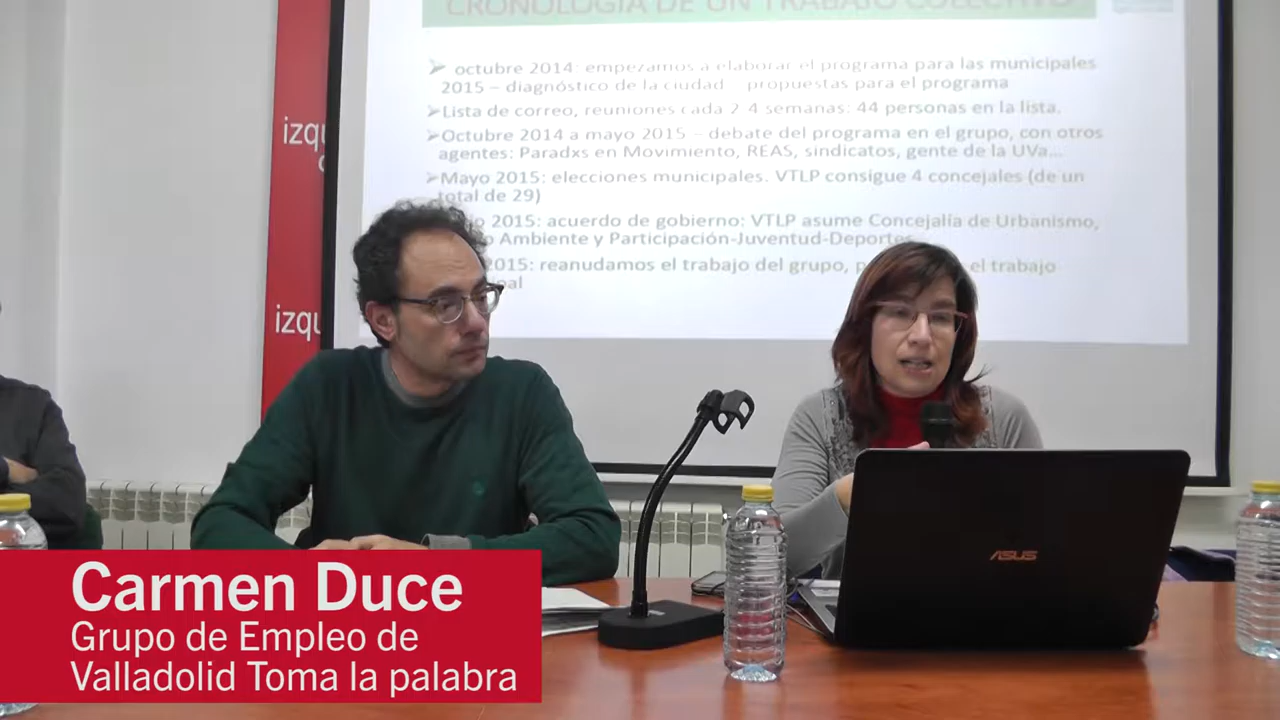 CRONOLOGÍA DE UN TRABAJO COLECTIVO
octubre 2014: empezamos a elaborar el programa para las municipales
2015 – diagnóstico de la ciudad – propuestas para el programa
Lista de correo, reuniones cada 2-4 semanas: 44 personas en la lista.
Octubre 2014 a mayo 2015 – debate del programa en el grupo, con otros
agentes: Paradxs en Movimiento, REAS, sindicatos, gente de la UVa...
Mayo 2015: elecciones municipales. VTLP consigue 4 concejales (de un
total de 29)
2015: acuerdo de gobierno: VTLP asume Concejalía de Urbanismo,
Ambiente y Participación-Juventud-Deportes
2015: reanudamos el trabajo del grupo, el trabajo
izqu
izqu
ASUS
Carmen Duce
Grupo de Empleo de
Valladolid Toma la palabra